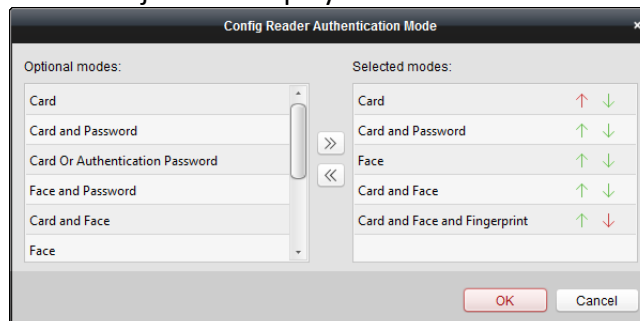 Config Reader Authentication Mode
Optional modes:
Card
Card and Password
Card Or Authentication Password
Face and Password
Card and Face
Face
Selected modes:
Card
Card and Password
Face
Card and Face
Card and Face and Fingerprint
OK
Cancel